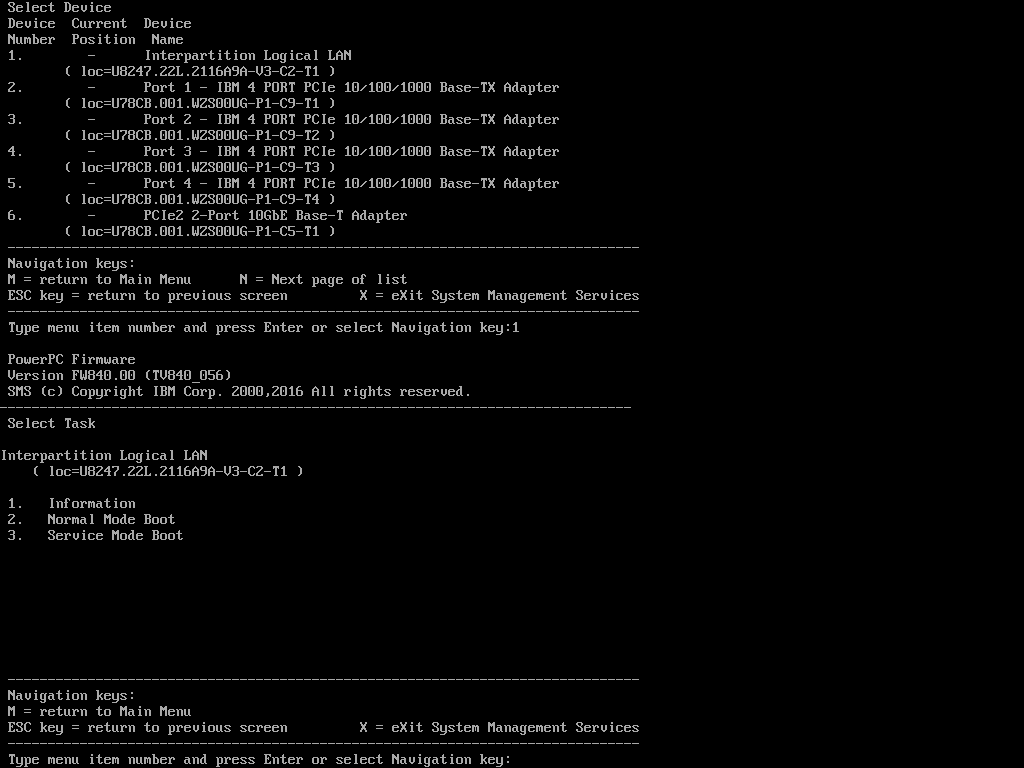 Select Device
Device  Current  Device
Number  Position  Name
1.        -      Interpartition Logical LAN
       ( loc=U8247.22L.2116A9A-V3-C2-T1 )
2.        -      Port 1 - IBM 4 PORT PCIe 10/100/1000 Base-TX Adapter
       ( loc=U78CB.001.WZS00UG-P1-C9-T1 )
3.        -      Port 2 - IBM 4 PORT PCIe 10/100/1000 Base-TX Adapter
       ( loc=U78CB.001.WZS00UG-P1-C9-T2 )
4.        -      Port 3 - IBM 4 PORT PCIe 10/100/1000 Base-TX Adapter
       ( loc=U78CB.001.WZS00UG-P1-C9-T3 )
5.        -      Port 4 - IBM 4 PORT PCIe 10/100/1000 Base-TX Adapter
       ( loc=U78CB.001.WZS00UG-P1-C9-T4 )
6.        -      PCIe2 2-Port 10GbE Base-T Adapter
       ( loc=U78CB.001.WZS00UG-P1-C5-T1 )
-------------------------------------------------------------------------------
Navigation keys:
M = return to Main Menu      N = Next page of list
ESC key = return to previous screen         X = eXit System Management Services
-------------------------------------------------------------------------------
Type menu item number and press Enter or select Navigation key:1

PowerPC Firmware
Version FW840.00 (TV840_056)
SMS (c) Copyright IBM Corp. 2000,2016 All rights reserved.
-------------------------------------------------------------------------------
Select Task

Interpartition Logical LAN
    ( loc=U8247.22L.2116A9A-V3-C2-T1 )

1.   Information
2.   Normal Mode Boot
3.   Service Mode Boot

-------------------------------------------------------------------------------
Navigation keys:
M = return to Main Menu
ESC key = return to previous screen         X = eXit System Management Services
-------------------------------------------------------------------------------
Type menu item number and press Enter or select Navigation key: